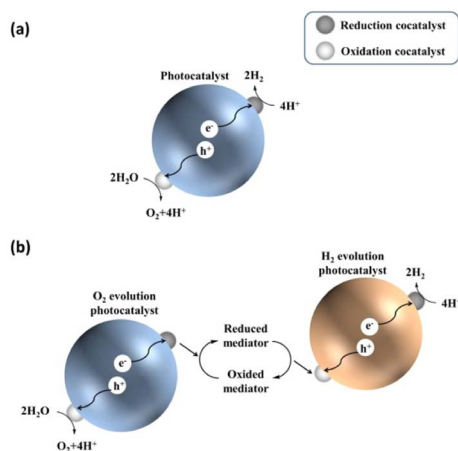 (a)
Reduction cocatalyst
Oxidation cocatalyst
Photocatalyst
2H₂
4H⁺
e⁻
h⁺
2H₂O
O₂+4H⁺
(b)
H₂ evolution
photocatalyst
2H₂
4H⁺
O₂ evolution
photocatalyst
Reduced
mediator
Oxided
mediator
e⁻
h⁺
e⁻
h⁺
2H₂O
O₂+4H⁺